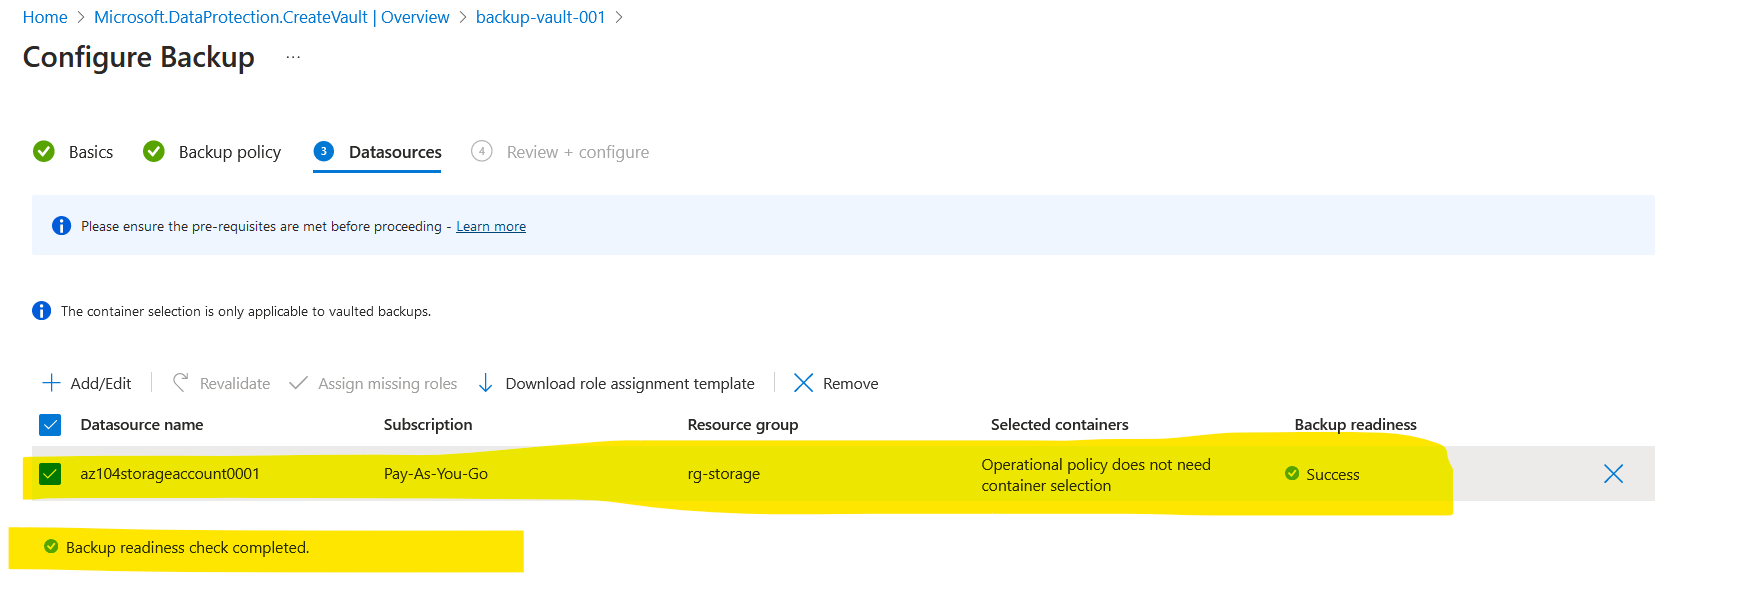 Home > Microsoft.DataProtection.CreateVault | Overview > backup-vault-001 >
Configure Backup ...
Basics Backup policy 3 Datasources 4 Review + configure
Please ensure the pre-requisites are met before proceeding - Learn more
The container selection is only applicable to vaulted backups.
Add/Edit Revalidate Assign missing roles Download role assignment template Remove
Datasource name Subscription Resource group Selected containers Backup readiness
az104storageaccount0001 Pay-As-You-Go rg-storage Operational policy does not need container selection Success
Backup readiness check completed.